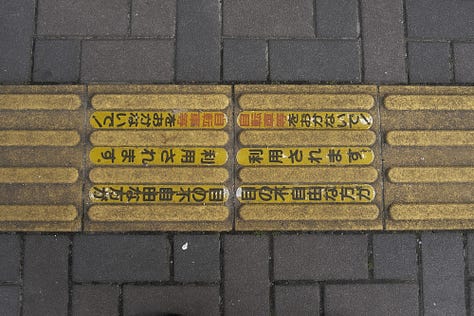 目の不自由な方が
利用されます。
自転車等をおかないで！
目の不自由な方が
利用されます。
自転車等をおかないで！